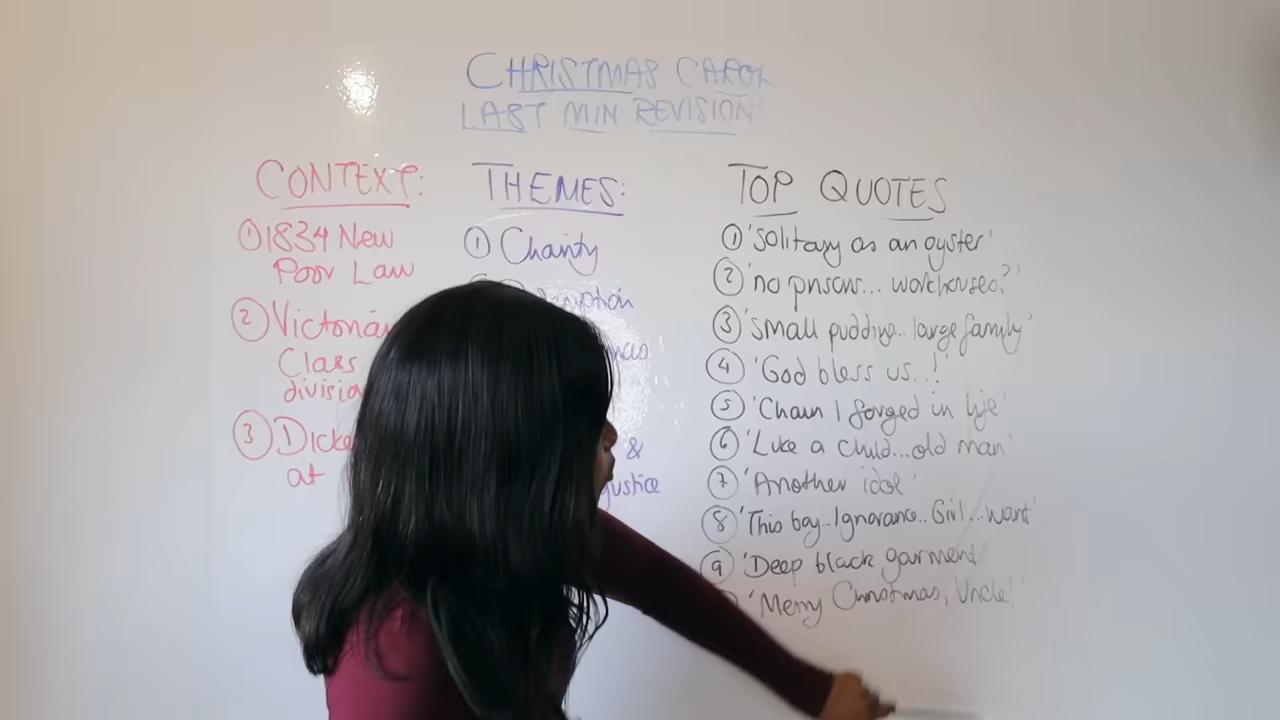 CHRISTMAS CAROL
LAST MIN REVISION
CONTEXT:
① 1834 New
Poor Law
② Victorian
Class
division
③ Dicke
at
THEMES:
① Charity
&
TOP QUOTES
① 'solitary as an oyster'
② 'no prisons... workhouses?'
③ 'small pudding.. large family'
④ 'God bless us...!'
⑤ 'Chain I forged in life'
⑥ 'Like a child...old man'
⑦ 'Another idol'
⑧ 'This boy..Ignorance..Girl...want'
⑨ 'Deep black garment'
'Merry Christmas, Uncle!'